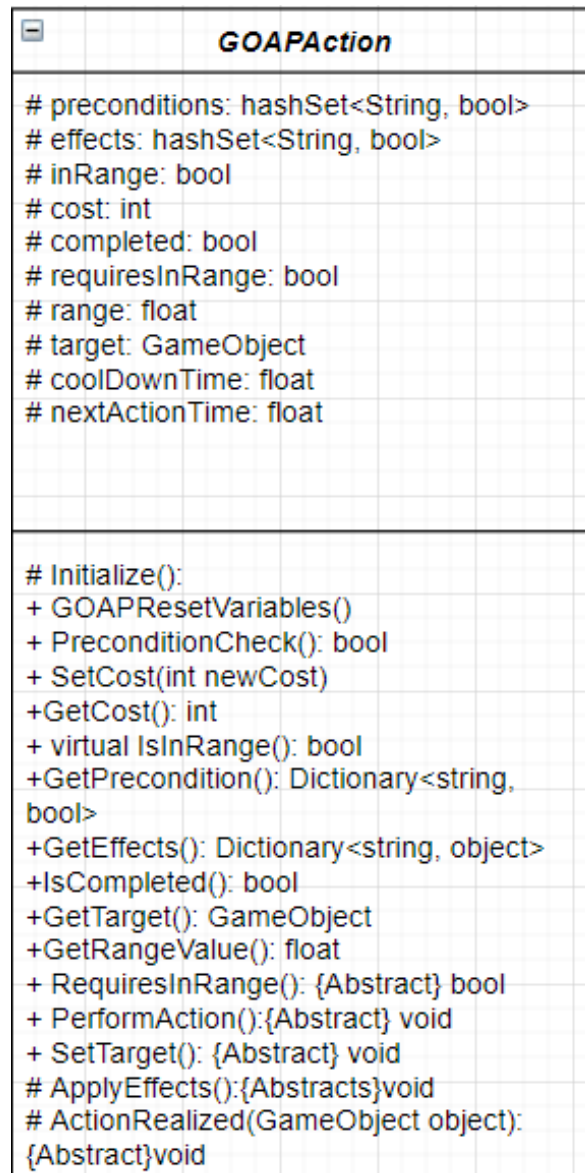 GOAPAction
# preconditions: hashSet<String, bool>
# effects: hashSet<String, bool>
# inRange: bool
# cost: int
# completed: bool
# requiresInRange: bool
# range: float
# target: GameObject
# coolDownTime: float
# nextActionTime: float
# Initialize():
+ GOAPResetVariables()
+ PreconditionCheck(): bool
+ SetCost(int newCost)
+GetCost(): int
+ virtual IsInRange(): bool
+GetPrecondition(): Dictionary<string,
bool>
+GetEffects(): Dictionary<string, object>
+IsCompleted(): bool
+GetTarget(): GameObject
+GetRangeValue(): float
+ RequiresInRange(): {Abstract} bool
+ PerformAction():{Abstract} void
+ SetTarget(): {Abstract} void
# ApplyEffects():{Abstracts}void
# ActionRealized(GameObject object):
{Abstract}void